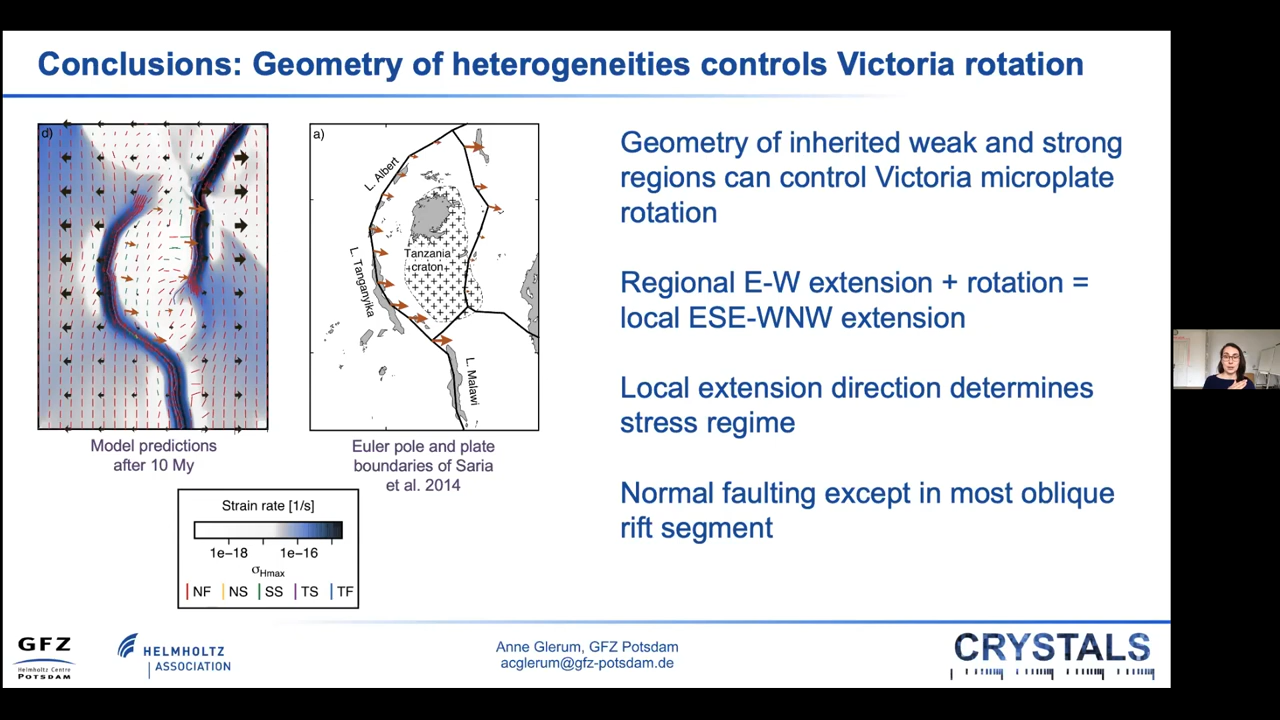 Conclusions: Geometry of heterogeneities controls Victoria rotation
d)
a)
L. Albert
L. Tanganyika
Tanzania
craton
L. Malawi
Model predictions
after 10 My
Euler pole and plate
boundaries of Saria
et al. 2014
Strain rate [1/s]
1e−18 1e−16
σHmax
NF NS SS TS TF
Geometry of inherited weak and strong
regions can control Victoria microplate
rotation
Regional E-W extension + rotation =
local ESE-WNW extension
Local extension direction determines
stress regime
Normal faulting except in most oblique
rift segment
GFZ
Helmholtz Centre
POTSDAM
HELMHOLTZ
ASSOCIATION
Anne Glerum, GFZ Potsdam
acglerum@gfz-potsdam.de
CRYSTALS